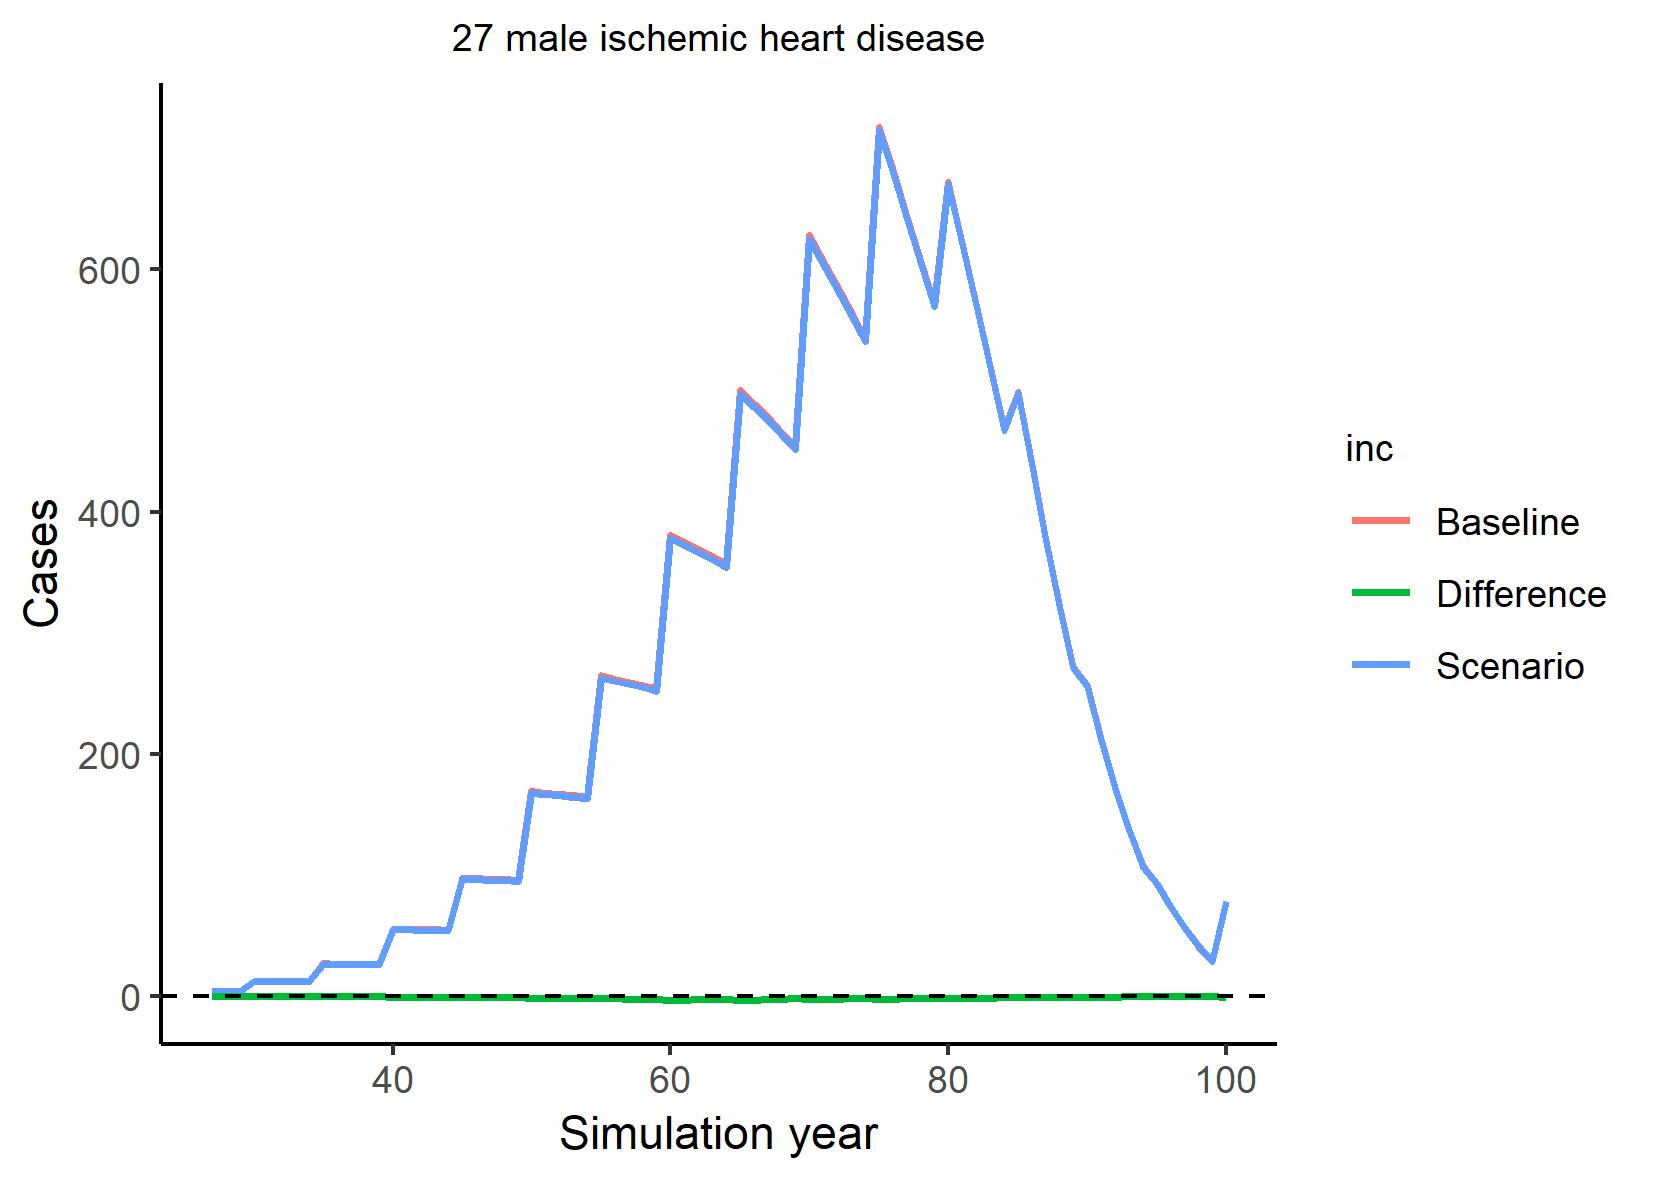 27 male ischemic heart disease
Cases
600
400
200
0
40 60 80 100
Simulation year
inc
Baseline
Difference
Scenario